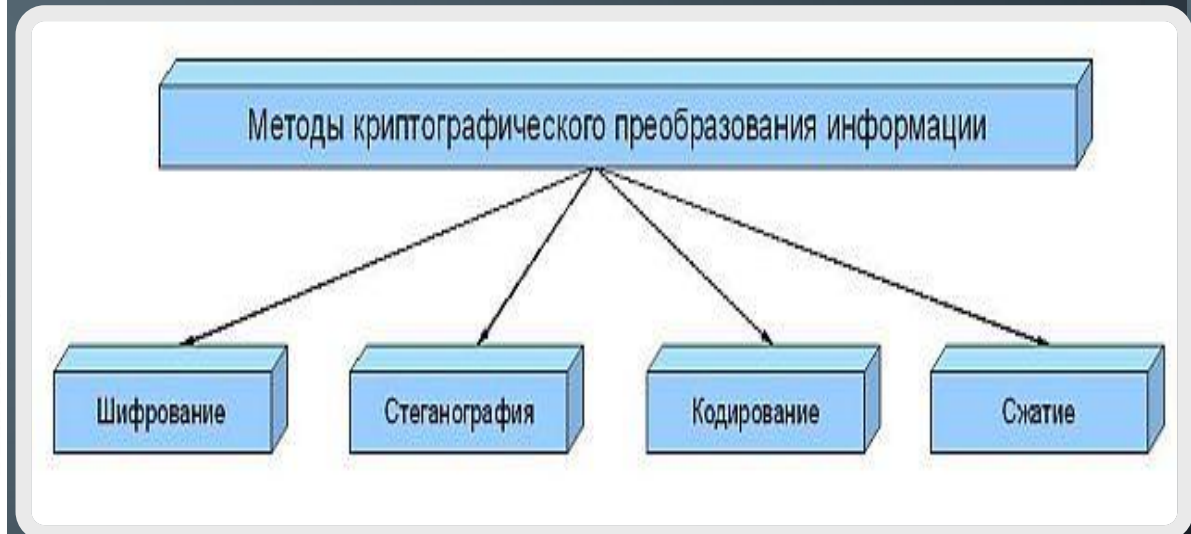 Методы криптографического преобразования информации
Шифрование
Стеганография
Кодирование
Сжатие